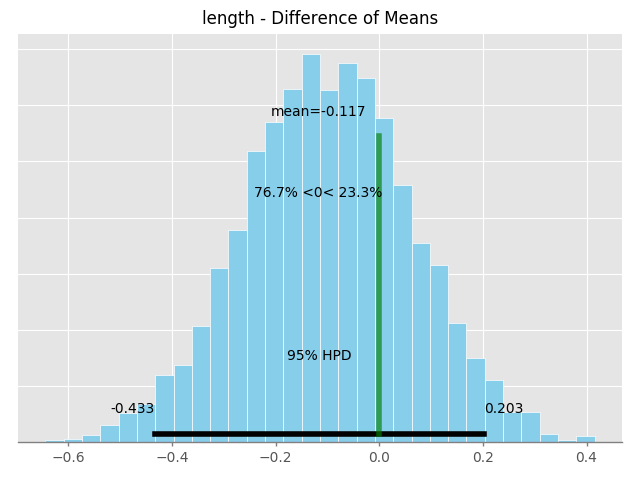 length - Difference of Means
mean=-0.117
76.7% <0< 23.3%
95% HPD
-0.433
0.203
−0.6
−0.4
−0.2
0.0
0.2
0.4